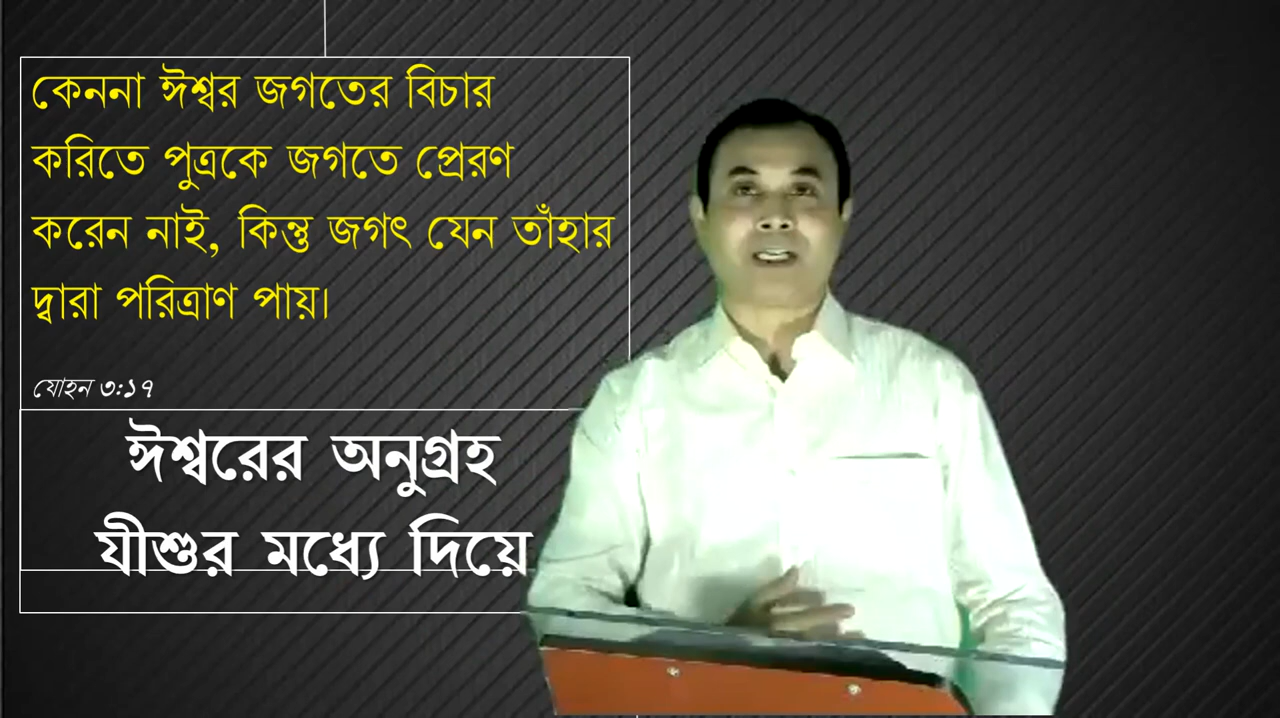 কেননা ঈশ্বর জগতের বিচার
করিতে পুত্রকে জগতে প্রেরণ
করেন নাই, কিন্তু জগৎ যেন তাঁহার
দ্বারা পরিত্রাণ পায়।
যোহন ৩:১৭
ঈশ্বরের অনুগ্রহ
যীশুর মধ্যে দিয়ে